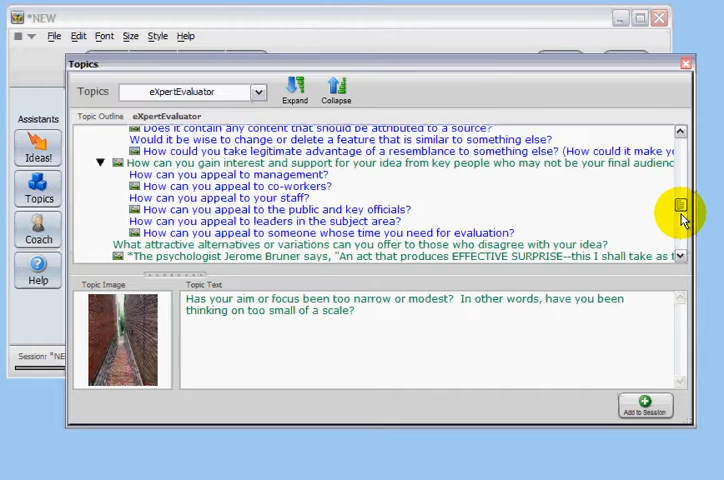 *NEW
File Edit Font Size Style Help
Topics
Topics eXpertEvaluator
Expand Collapse
Topic Outline eXpertEvaluator
Does it contain any content that should be attributed to a source?
Would it be wise to change or delete a feature that is similar to something else?
How could you take legitimate advantage of a resemblance to something else? (How could it make yo
How can you gain interest and support for your idea from key people who may not be your final audienc
How can you appeal to management?
How can you appeal to co-workers?
How can you appeal to your staff?
How can you appeal to the public and key officials?
How can you appeal to leaders in the subject area?
How can you appeal to someone whose time you need for evaluation?
What attractive alternatives or variations can you offer to those who disagree with your idea?
*The psychologist Jerome Bruner says, "An act that produces EFFECTIVE SURPRISE--this I shall take as t
Assistants
Ideas!
Topics
Coach
Help
Session: *NE
Topic Image
Topic Text
Has your aim or focus been too narrow or modest? In other words, have you been
thinking on too small of a scale?
Add to Session